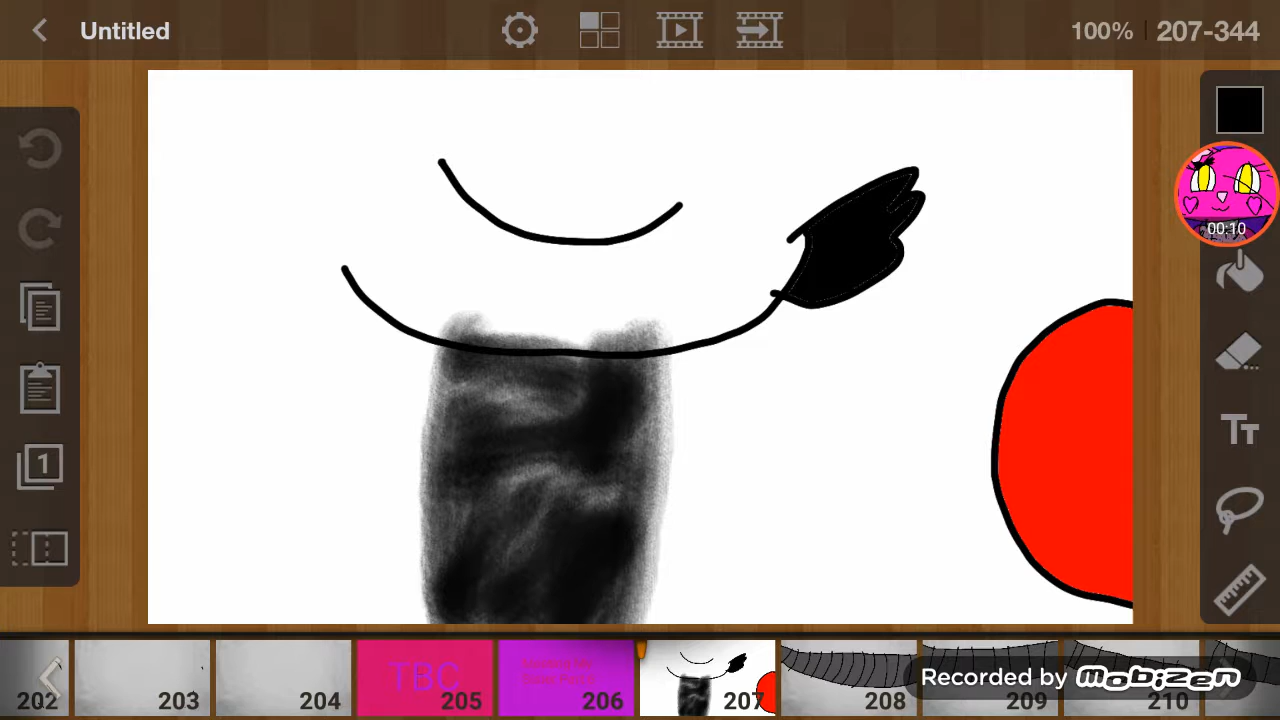 Untitled
100% 207-344
00:10
TT
1
TBC
202 203 204 205 206 207 208 209 210
Recorded by mobizen